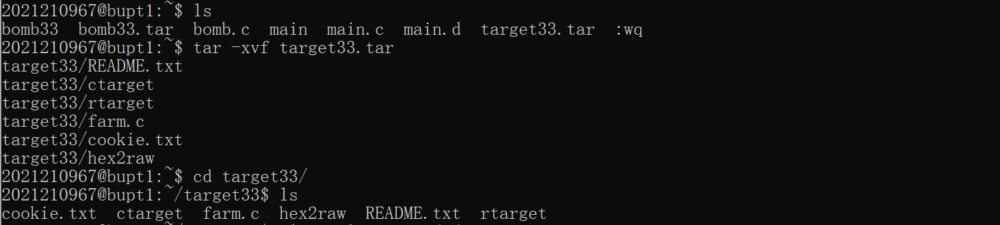 2021210967@bupt1:~$ ls
bomb33  bomb33.tar  bomb.c  main  main.c  main.d  target33.tar  :wq
2021210967@bupt1:~$ tar -xvf target33.tar
target33/README.txt
target33/ctarget
target33/rtarget
target33/farm.c
target33/cookie.txt
target33/hex2raw
2021210967@bupt1:~$ cd target33/
2021210967@bupt1:~/target33$ ls
cookie.txt  ctarget  farm.c  hex2raw  README.txt  rtarget